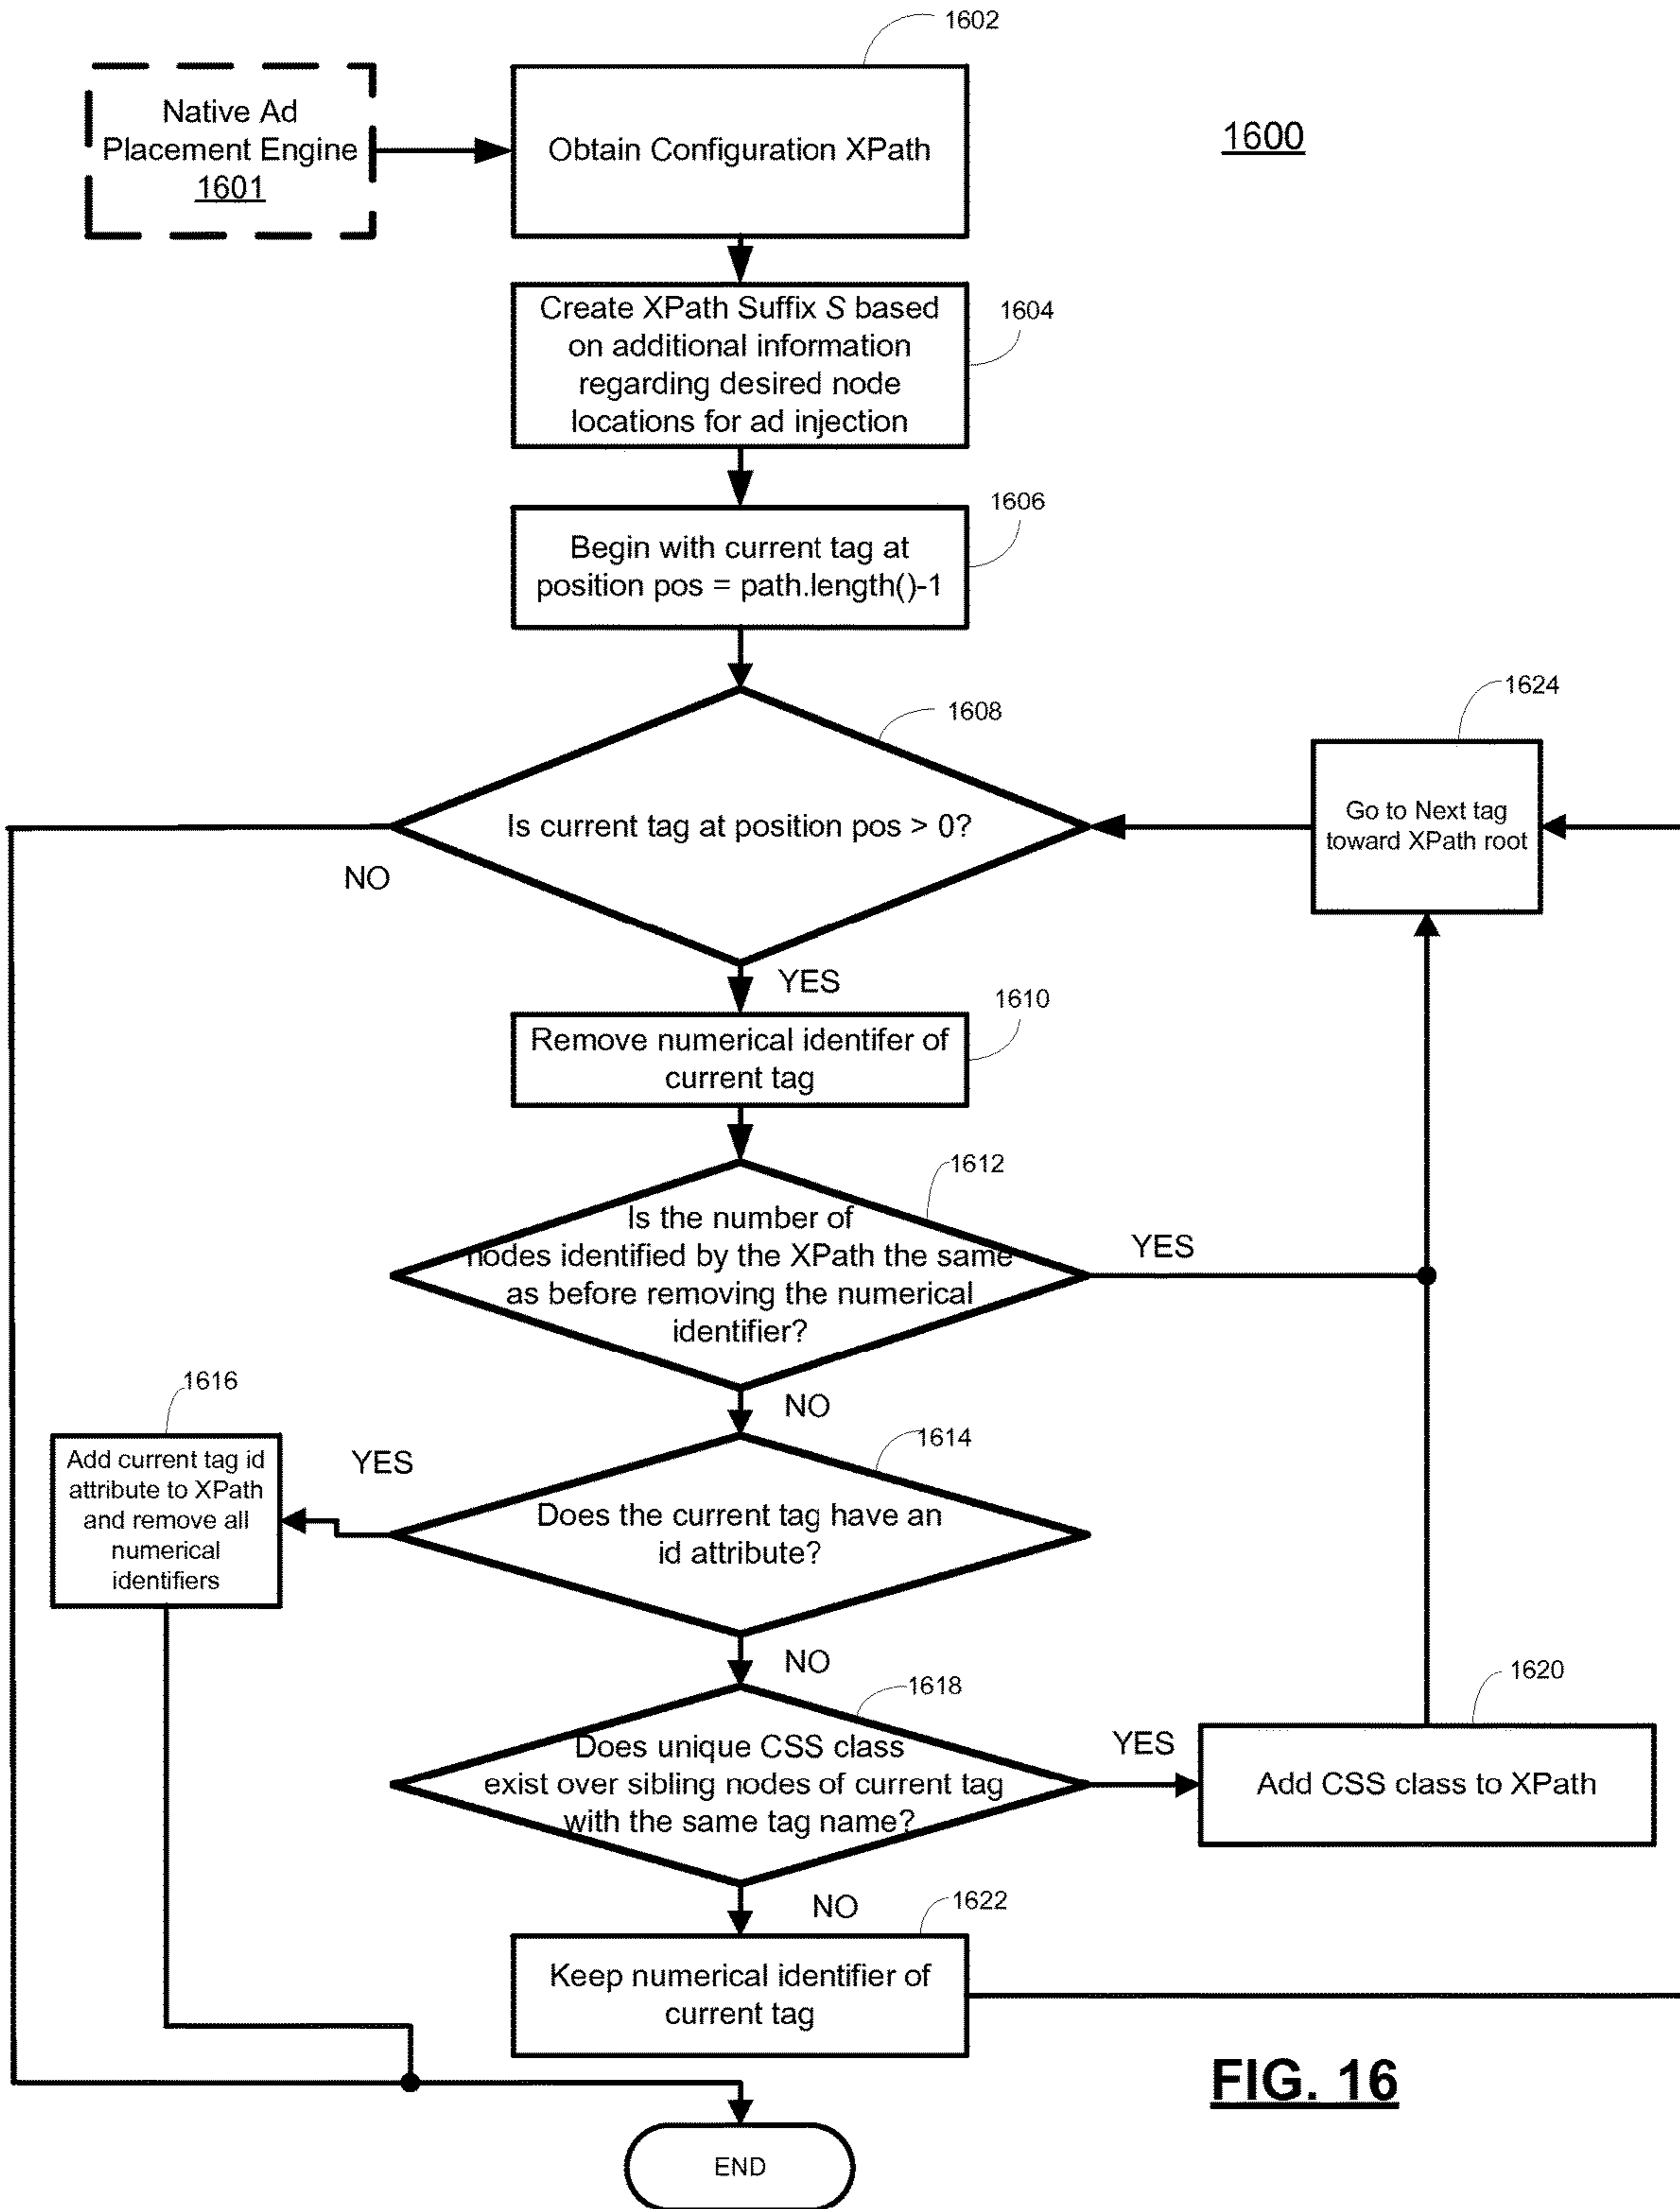 1602
Native Ad
Placement Engine
1601
Obtain Configuration XPath
1600
Create XPath Suffix S based
on additional information
regarding desired node
locations for ad injection
1604
1606
Begin with current tag at
position pos = path.length()-1
1608
1624
Is current tag at position pos > 0?
Go to Next tag
toward XPath root
NO
YES
1610
Remove numerical identifer of
current tag
1612
Is the number of
nodes identified by the XPath the same
as before removing the numerical
identifier?
YES
NO
1616
1614
Add current tag id
attribute to XPath
and remove all
numerical
identifiers
YES
Does the current tag have an
id attribute?
NO
1618
1620
Does unique CSS class
exist over sibling nodes of current tag
with the same tag name?
YES
Add CSS class to XPath
NO
1622
Keep numerical identifier of
current tag
FIG. 16
END